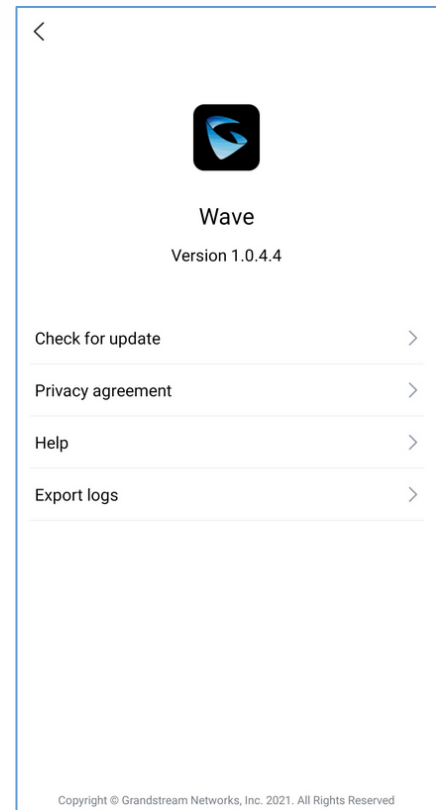 Wave
Version 1.0.4.4
Check for update
Privacy agreement
Help
Export logs
Copyright © Grandstream Networks, Inc. 2021. All Rights Reserved